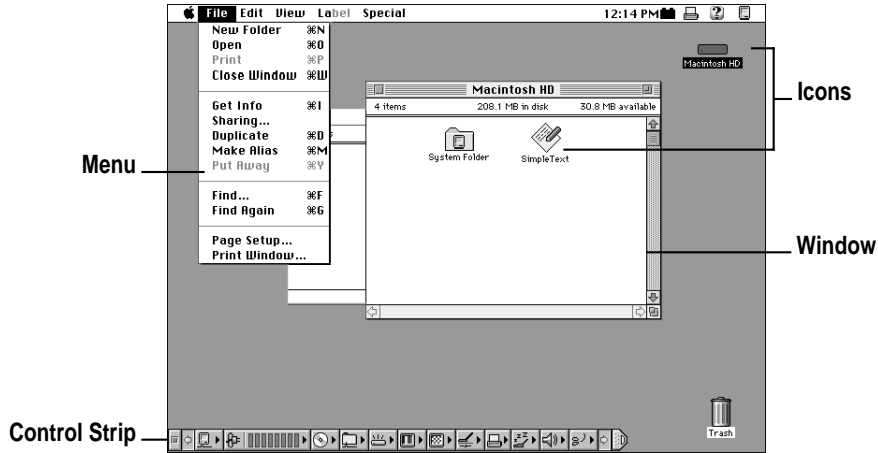 File Edit View Label Special 12:14 PM
New Folder ⌘N
Open ⌘O
Print ⌘P
Close Window ⌘W
Get Info ⌘I
Sharing...
Duplicate ⌘D
Make Alias ⌘M
Put Away ⌘Y
Find... ⌘F
Find Again ⌘G
Page Setup...
Print Window...
Macintosh HD
Macintosh HD
4 items 208.1 MB in disk 30.8 MB available
System Folder
SimpleText
Trash
Icons
Menu
Window
Control Strip